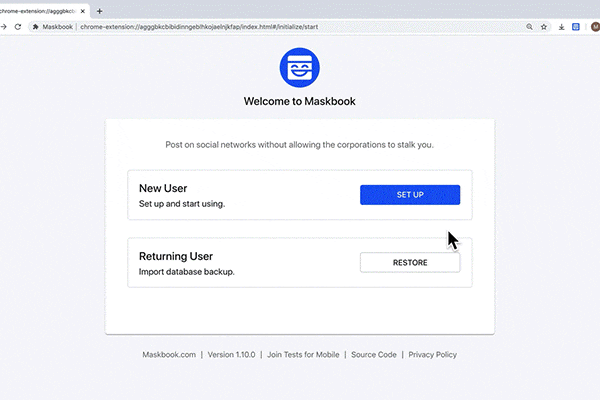 chrome-extension://agggbkcbi
Maskbook | chrome-extension://agggbkcbibidinngeblhkojaelnjkfap/index.html#/initialize/start
M
Welcome to Maskbook
Post on social networks without allowing the corporations to stalk you.
New User
Set up and start using.
SET UP
Returning User
Import database backup.
RESTORE
Maskbook.com | Version 1.10.0 | Join Tests for Mobile | Source Code | Privacy Policy